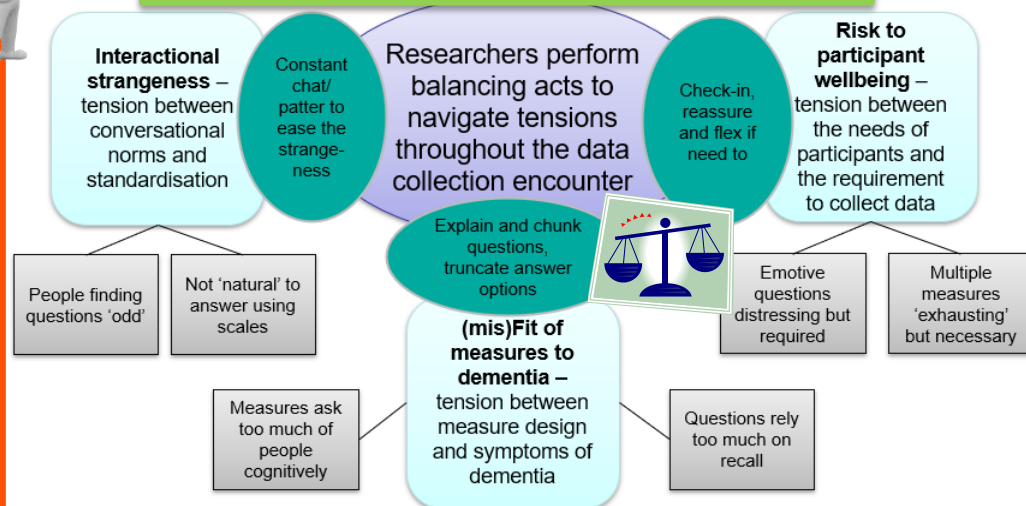 Interactional
strangeness –
tension between
conversational
norms and
standardisation
Constant
chat/
patter to
ease the
strange-
ness
Researchers perform
balancing acts to
navigate tensions
throughout the data
collection encounter
Check-in,
reassure
and flex if
need to
Risk to
participant
wellbeing –
tension between
the needs of
participants and
the requirement
to collect data
Explain and chunk
questions,
truncate answer
options
People finding
questions ‘odd’
Not ‘natural’ to
answer using
scales
Emotive
questions
distressing but
required
Multiple
measures
‘exhausting’
but necessary
(mis)Fit of
measures to
dementia –
tension between
measure design
and symptoms of
dementia
Measures ask
too much of
people
cognitively
Questions rely
too much on
recall